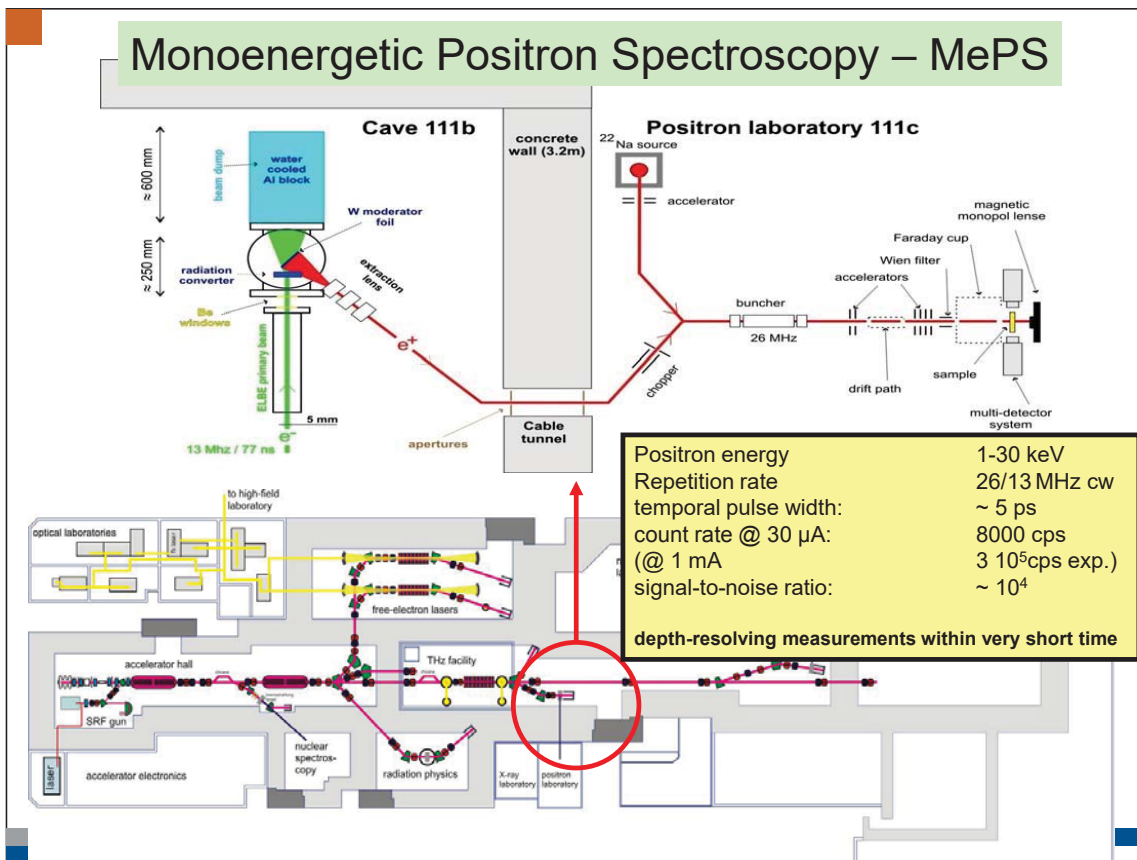 Monoenergetic Positron Spectroscopy – MePS
Cave 111b
concrete
wall (3.2m)
Positron laboratory 111c
≈ 600 mm
beam dump
water
cooled
Al block
W moderator
foil
≈ 250 mm
radiation
converter
extraction
lens
Be
windows
ELBE primary beam
e+
5 mm
e-
13 Mhz / 77 ns
apertures
Cable
tunnel
22Na source
accelerator
chopper
buncher
26 MHz
accelerators
drift path
Wien filter
Faraday cup
magnetic
monopol lense
sample
multi-detector
system
Positron energy 1-30 keV
Repetition rate 26/13 MHz cw
temporal pulse width: ~ 5 ps
count rate @ 30 µA: 8000 cps
(@ 1 mA 3 10⁵cps exp.)
signal-to-noise ratio: ~ 10⁴
depth-resolving measurements within very short time
to high-field
laboratory
optical laboratories
free-electron lasers
accelerator hall
THz facility
SRF gun
laser
accelerator electronics
nuclear
spectros-
copy
radiation physics
X-ray
laboratory
positron
laboratory